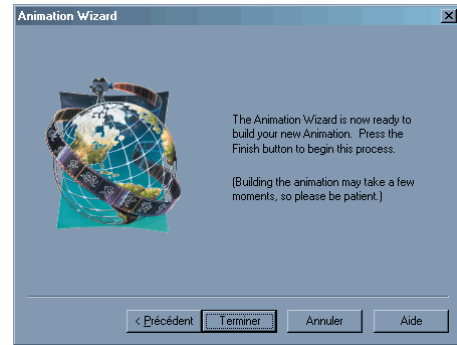 Animation Wizard
The Animation Wizard is now ready to
build your new Animation. Press the
Finish button to begin this process.
(Building the animation may take a few
moments, so please be patient.)
< Précédent
Terminer
Annuler
Aide